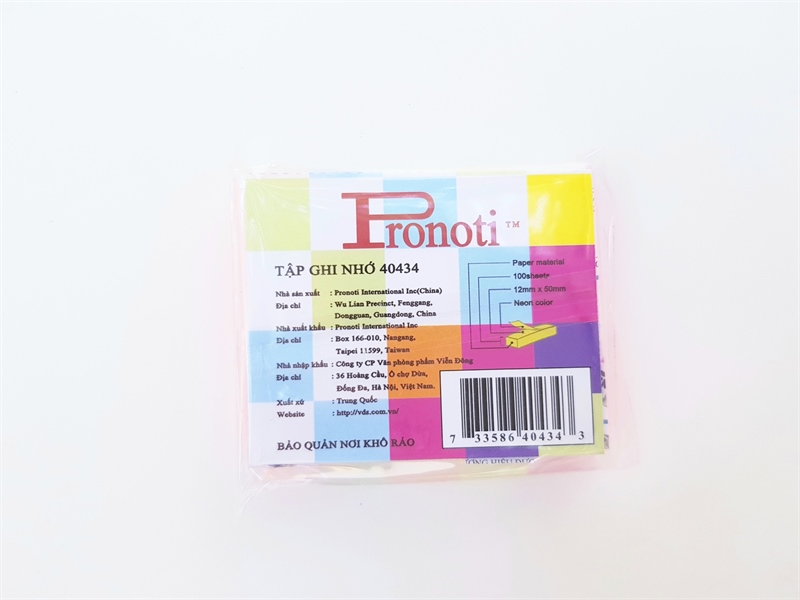 Pronoti™
TẬP GHI NHỚ 40434
Paper material
100sheets
12mm x 50mm
Neon color
Nhà sản xuất : Pronoti International Inc(China)
Địa chỉ : Wu Lian Precinct, Fenggang,
Dongguan, Guangdong, China
Nhà xuất khẩu : Pronoti International Inc
Địa chỉ : Box 166-010, Nangang,
Taipei 11599, Taiwan
Nhà nhập khẩu : Công ty CP Văn phòng phẩm Viễn Đông
Địa chỉ : 36 Hoàng Cầu, Ô chợ Dừa,
Đống Đa, Hà Nội, Việt Nam.
Xuất xứ : Trung Quốc
Website : http://vds.com.vn/
BẢO QUẢN NƠI KHÔ RÁO
7 33586 40434 3